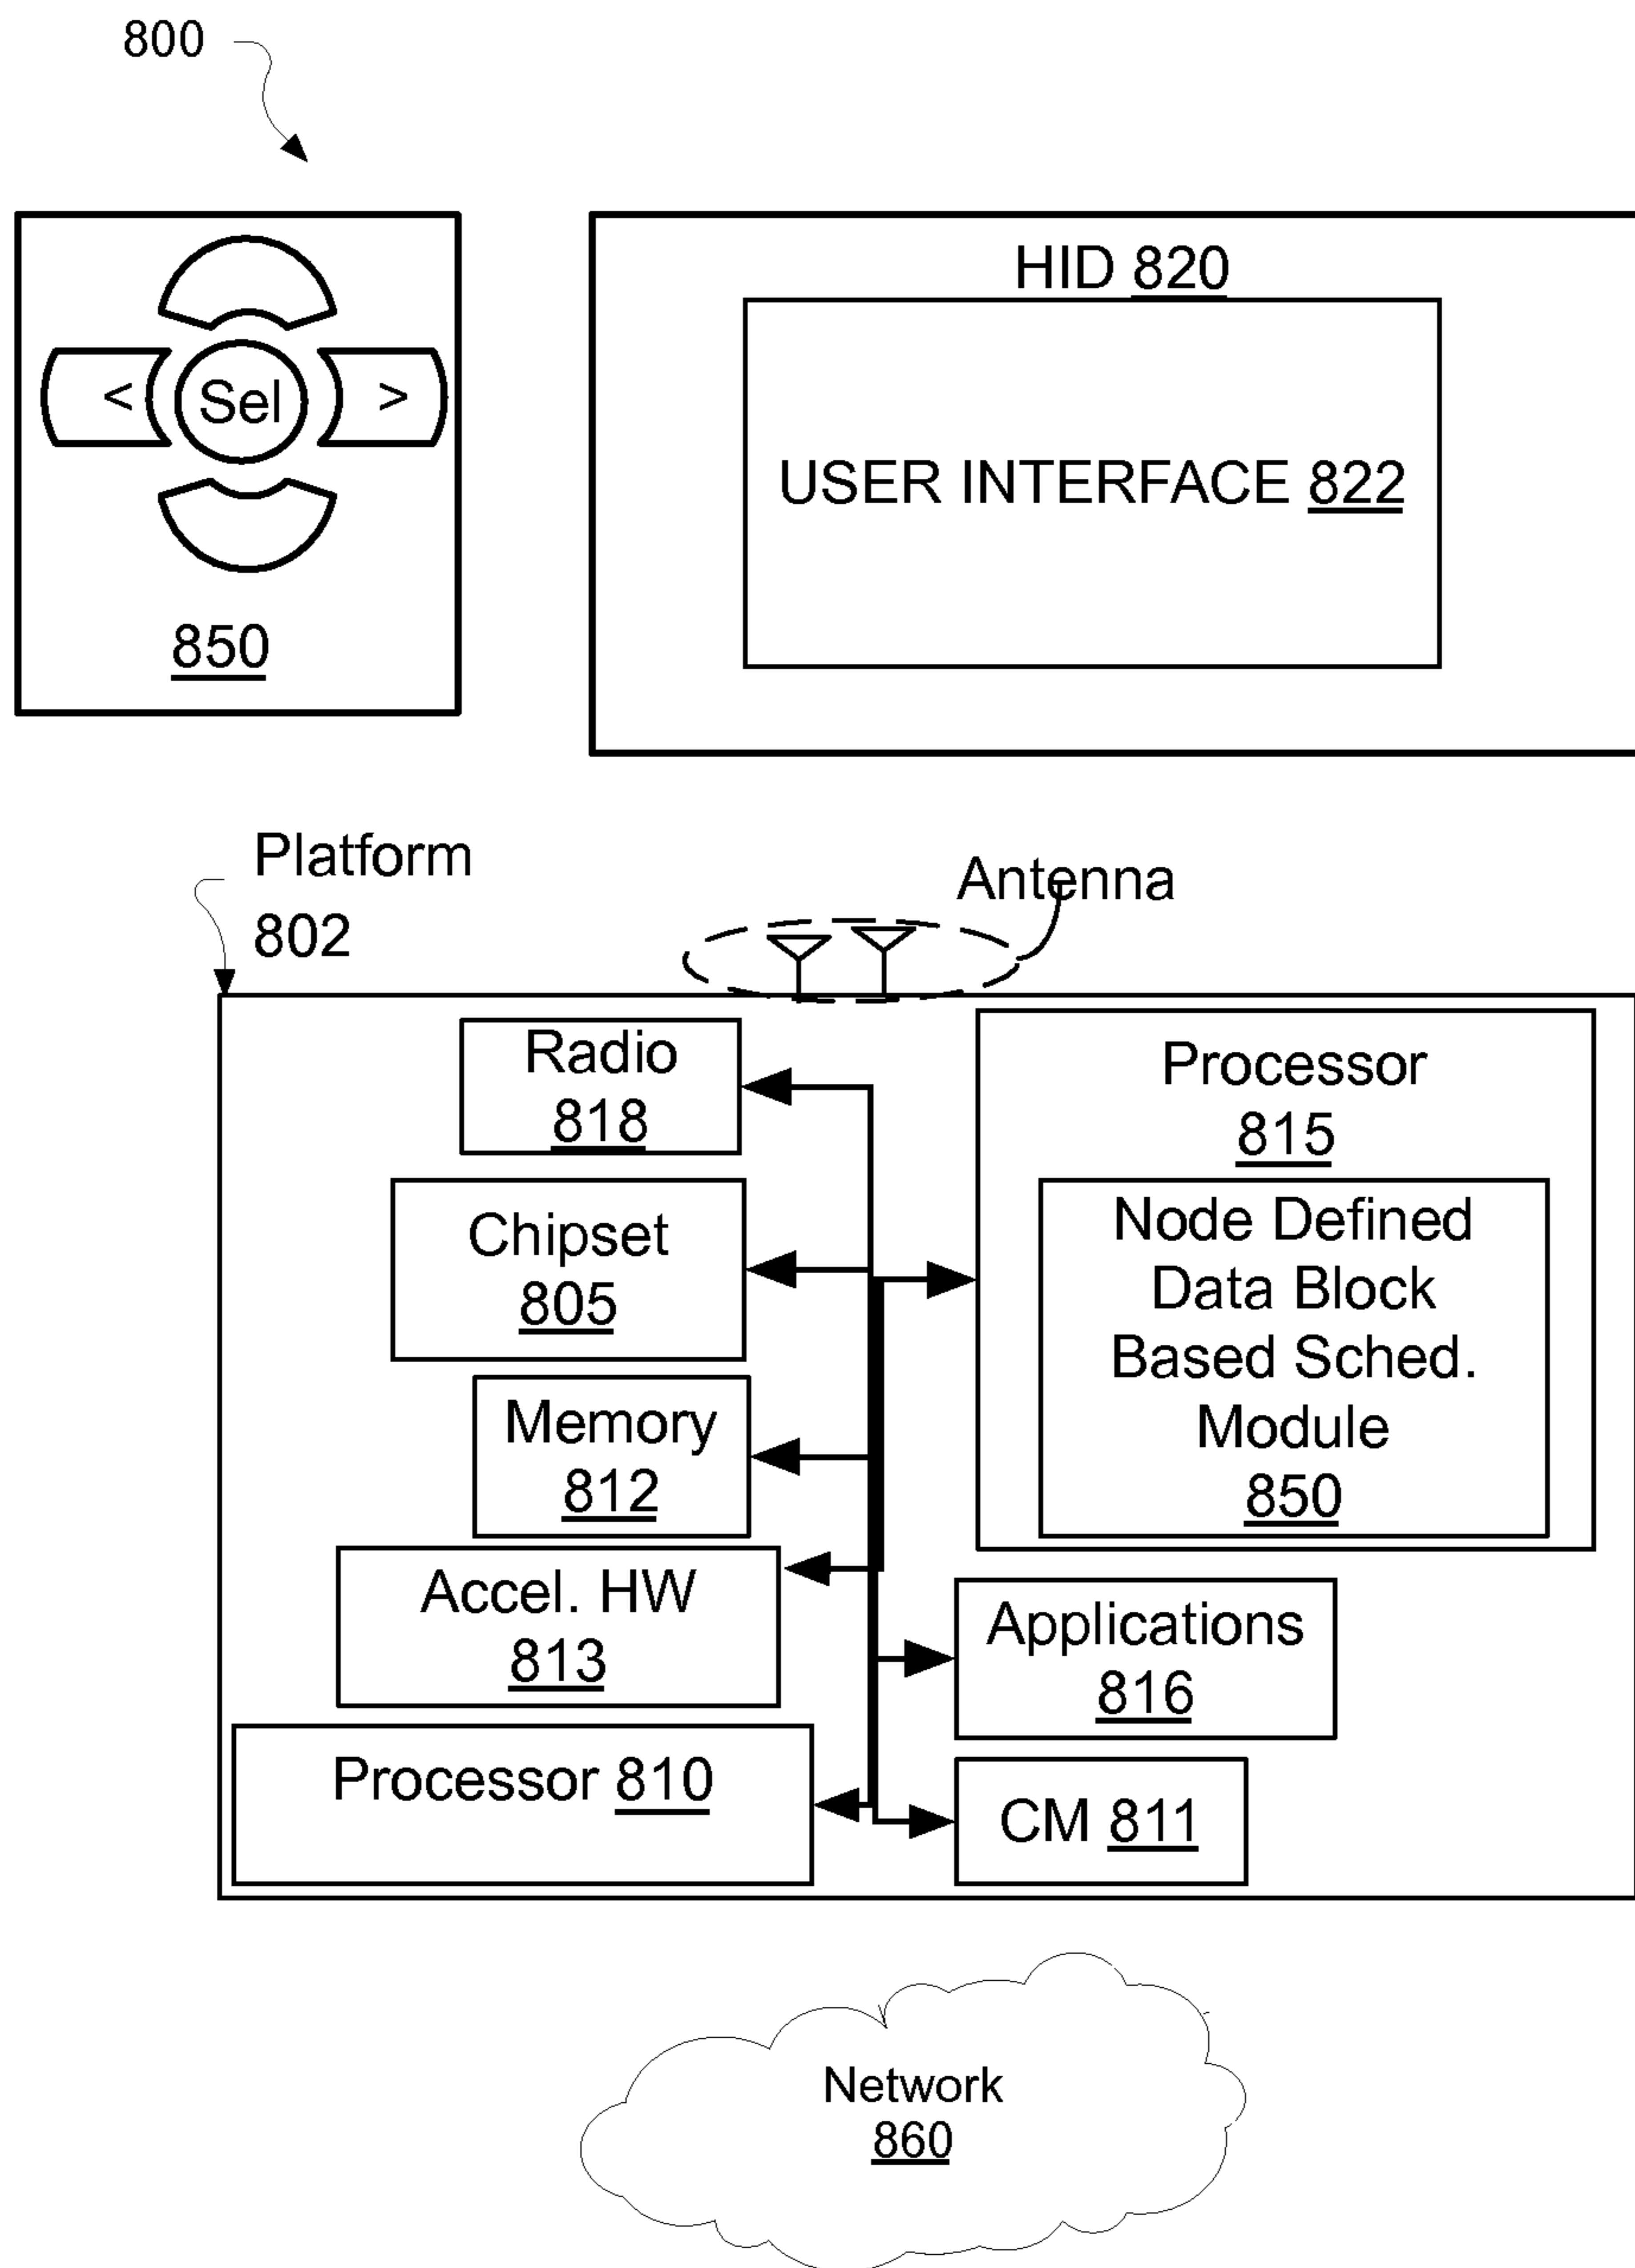 800
HID 820
< Sel >
USER INTERFACE 822
850
Platform
802
Antenna
Radio
818
Processor
815
Chipset
805
Node Defined
Data Block
Based Sched.
Module
850
Memory
812
Accel. HW
813
Applications
816
Processor 810
CM 811
Network
860